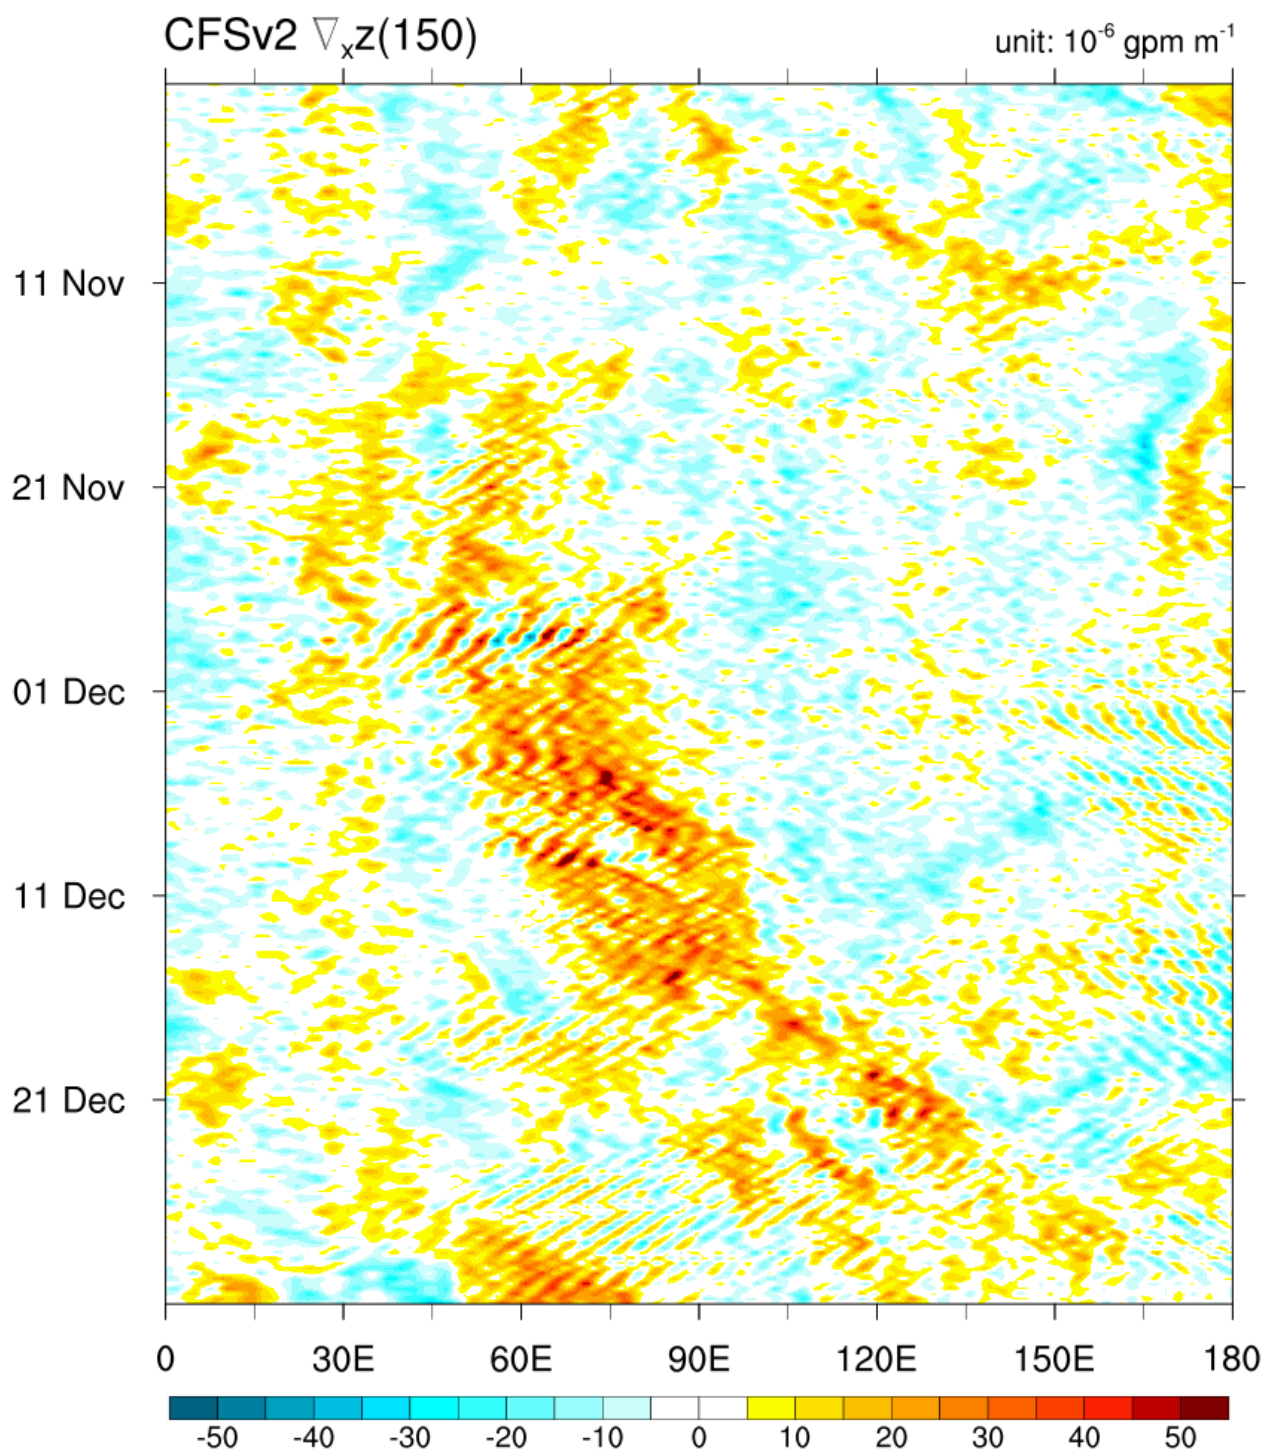 CFSv2 ∇ₓz(150)
unit: 10⁻⁶ gpm m⁻¹
11 Nov
21 Nov
01 Dec
11 Dec
21 Dec
0 30E 60E 90E 120E 150E 180
-50 -40 -30 -20 -10 0 10 20 30 40 50